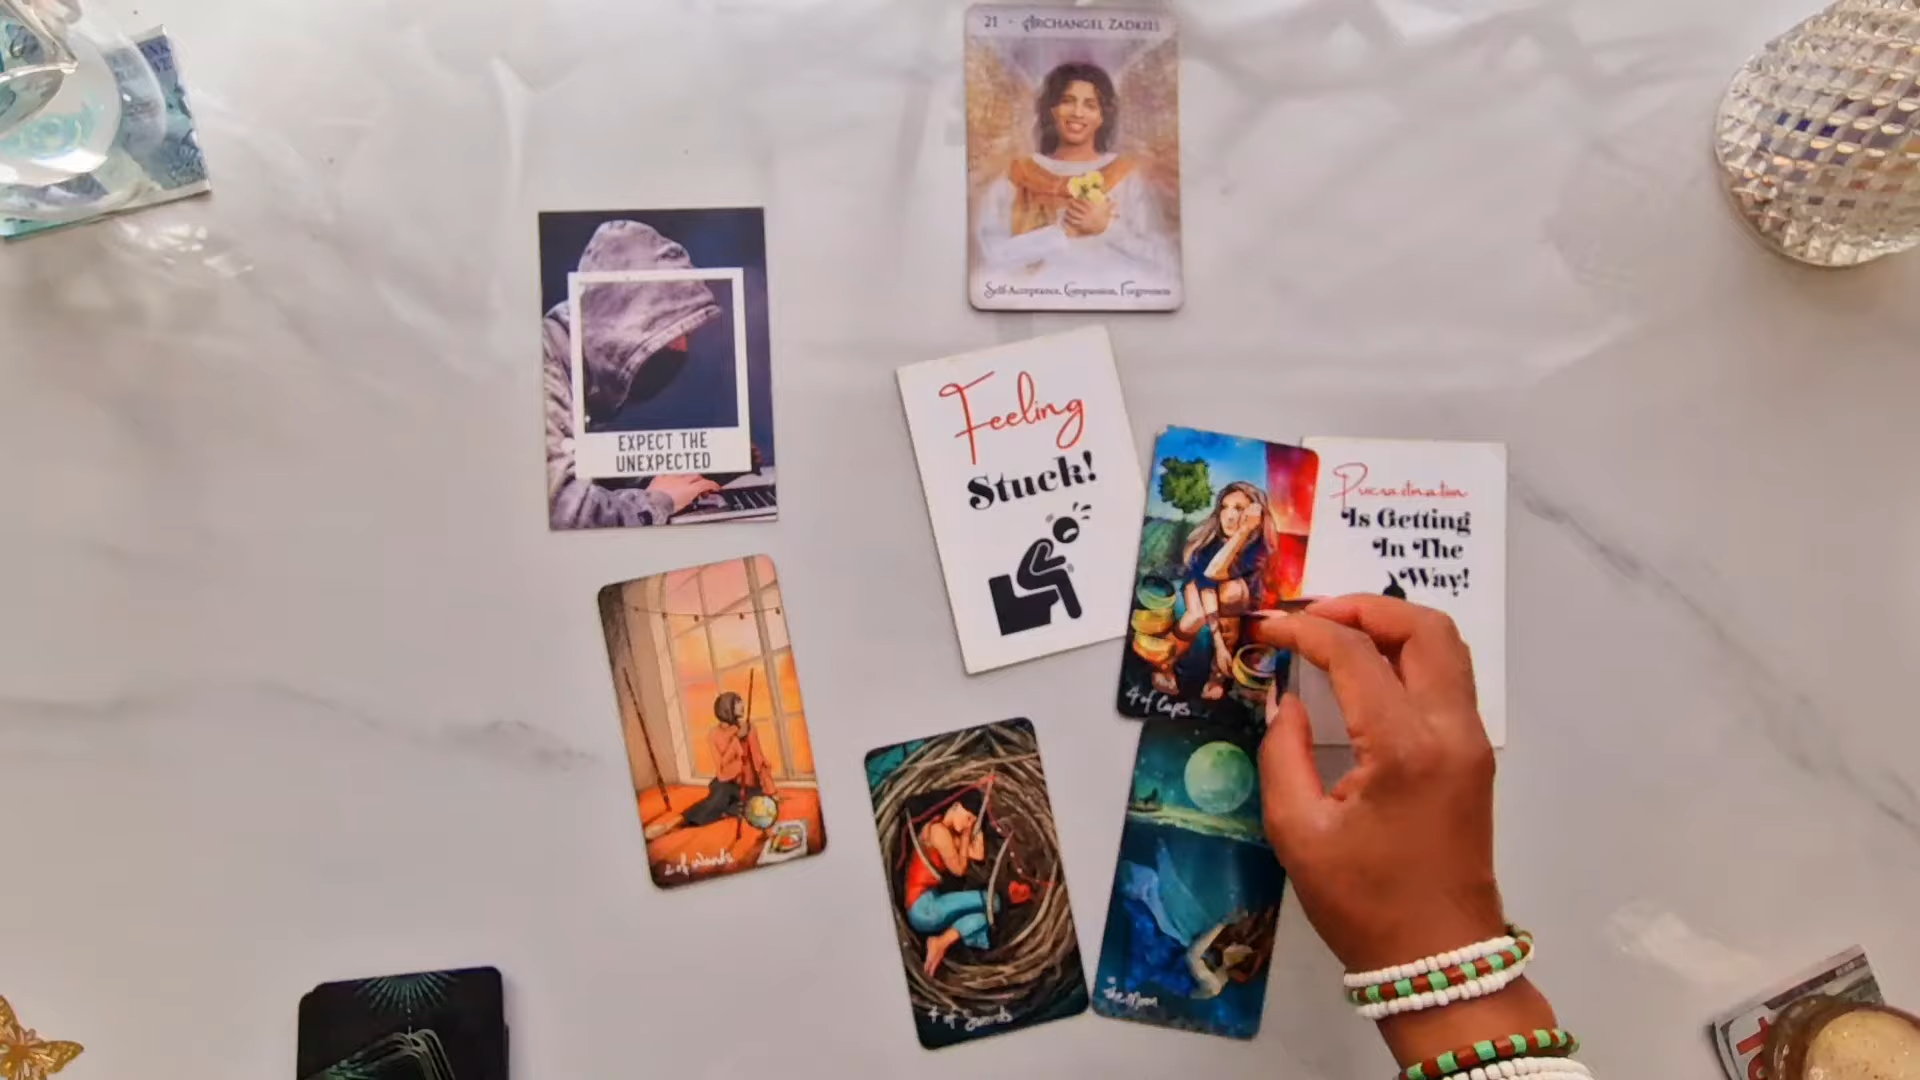 21 · ARCHANGEL ZADKIEL
Self-Acceptance, Compassion, Forgiveness
EXPECT THE
UNEXPECTED
Feeling
Stuck!
Procrastination
Is Getting
In The
Way!
4 of Cups
2 of Wands
4 of Swords
The Moon